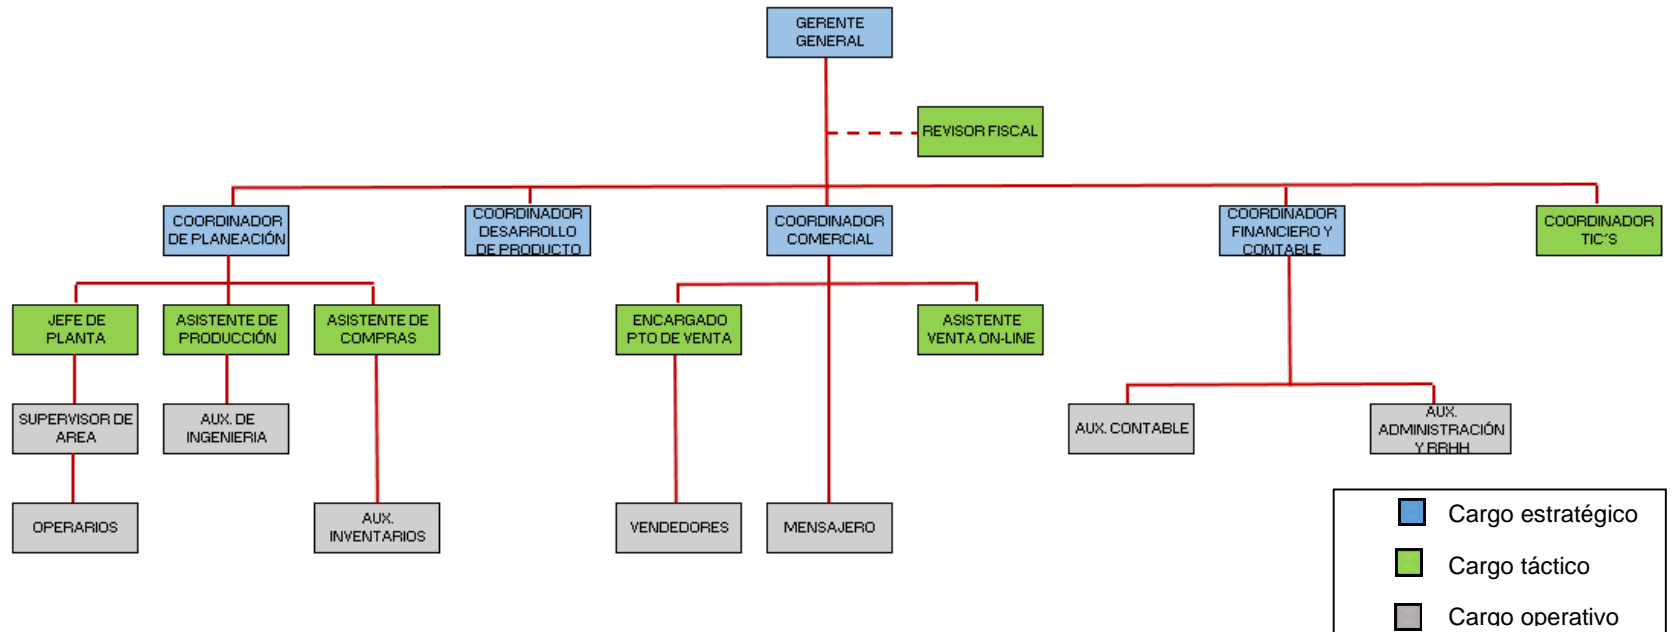 GERENTE
GENERAL
REVISOR FISCAL
COORDINADOR
DE PLANEACIÓN
COORDINADOR
DESARROLLO
DE PRODUCTO
COORDINADOR
COMERCIAL
COORDINADOR
FINANCIERO Y
CONTABLE
COORDINADOR
TIC´S
JEFE DE
PLANTA
ASISTENTE DE
PRODUCCIÓN
ASISTENTE DE
COMPRAS
ENCARGADO
PTO DE VENTA
ASISTENTE
VENTA ON-LINE
SUPERVISOR DE
AREA
AUX. DE
INGENIERIA
AUX. CONTABLE
AUX.
ADMINISTRACIÓN
Y RRHH
OPERARIOS
AUX.
INVENTARIOS
VENDEDORES
MENSAJERO
Cargo estratégico
Cargo táctico
Cargo operativo